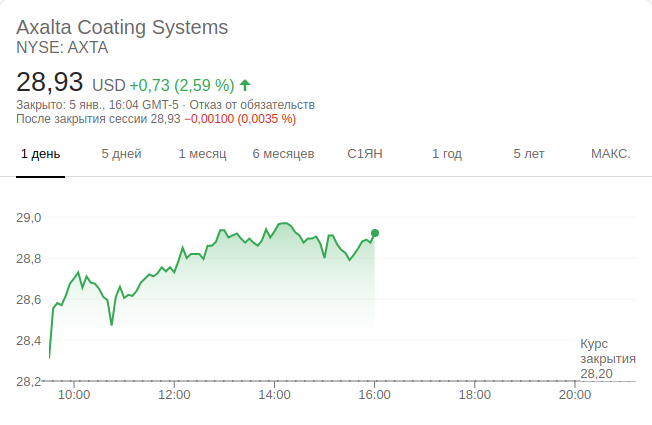 Axalta Coating Systems
NYSE: AXTA
28,93 USD +0,73 (2,59 %)
Закрыто: 5 янв., 16:04 GMT-5 · Отказ от обязательств
После закрытия сессии 28,93 −0,00100 (0,0035 %)
1 день 5 дней 1 месяц 6 месяцев С1ЯН 1 год 5 лет МАКС.
29,0
28,8
28,6
28,4
Курс
закрытия
28,20
28,2
10:00 12:00 14:00 16:00 18:00 20:00